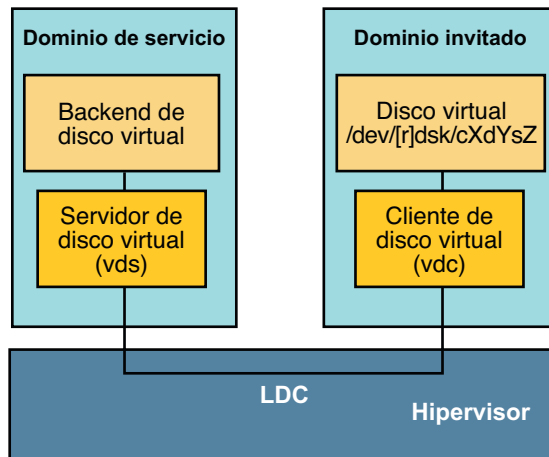 Dominio de servicio
Backend de
disco virtual
Servidor de
disco virtual
(vds)
Dominio invitado
Disco virtual
/dev/[r]dsk/cXdYsZ
Cliente de
disco virtual
(vdc)
LDC
Hipervisor